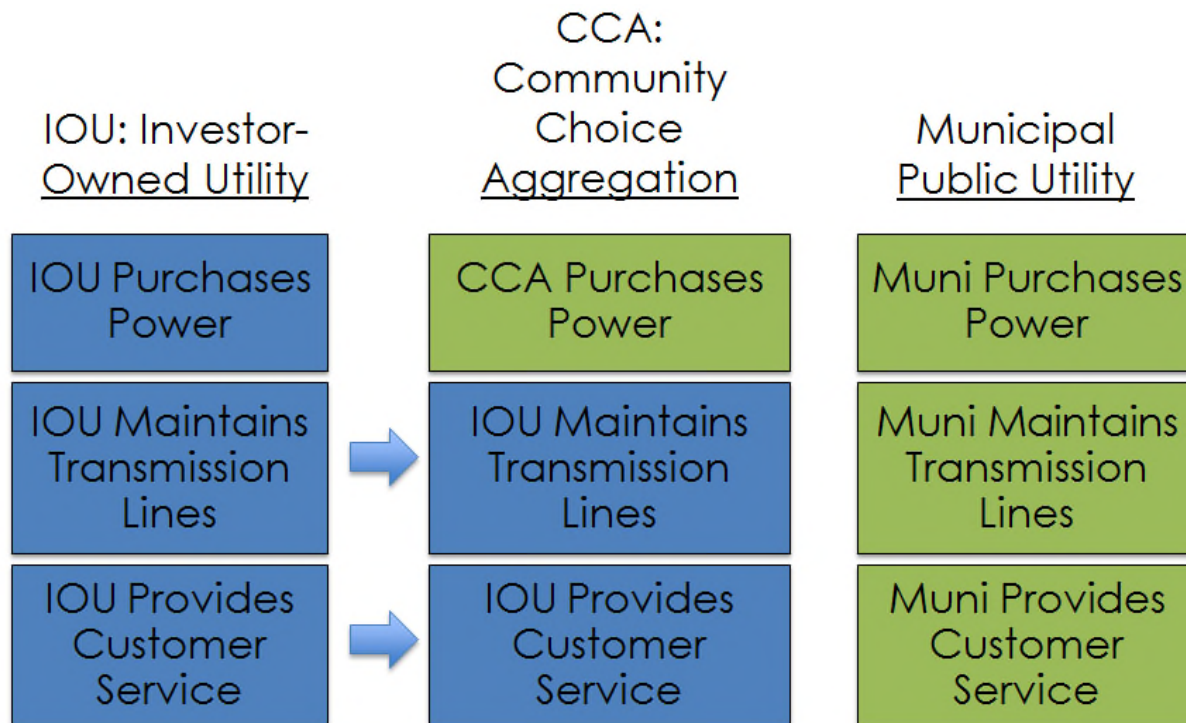 IOU: Investor-
Owned Utility
CCA:
Community
Choice
Aggregation
Municipal
Public Utility
IOU Purchases
Power
CCA Purchases
Power
Muni Purchases
Power
IOU Maintains
Transmission
Lines
IOU Maintains
Transmission
Lines
Muni Maintains
Transmission
Lines
IOU Provides
Customer
Service
IOU Provides
Customer
Service
Muni Provides
Customer
Service